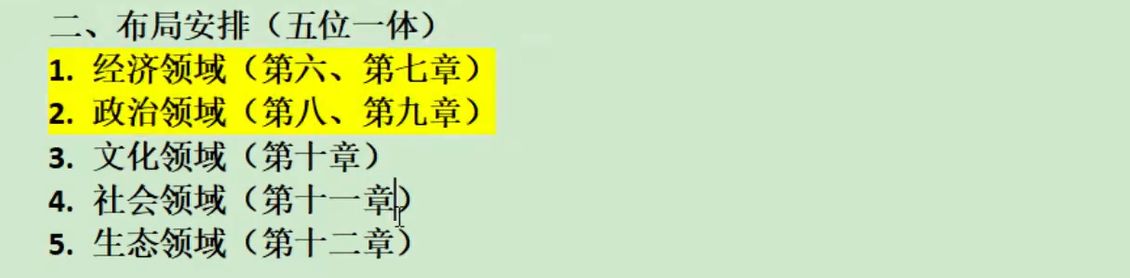 二、布局安排（五位一体）
1. 经济领域（第六、第七章）
2. 政治领域（第八、第九章）
3. 文化领域（第十章）
4. 社会领域（第十一章）
5. 生态领域（第十二章）